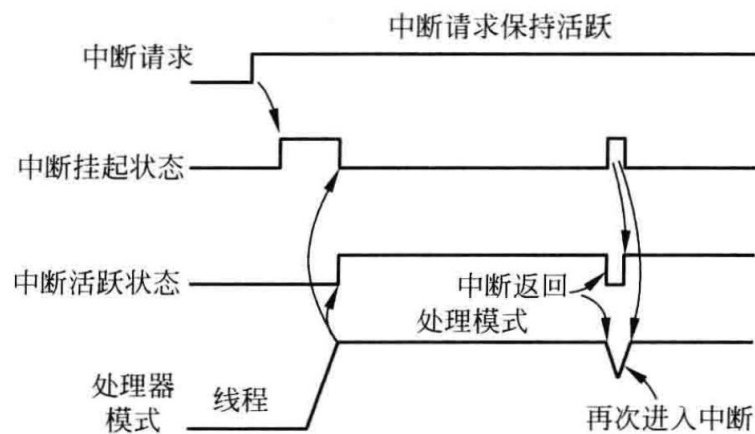 中断请求保持活跃
中断请求
中断挂起状态
中断活跃状态
中断返回
处理模式
处理器
模式
线程
再次进入中断